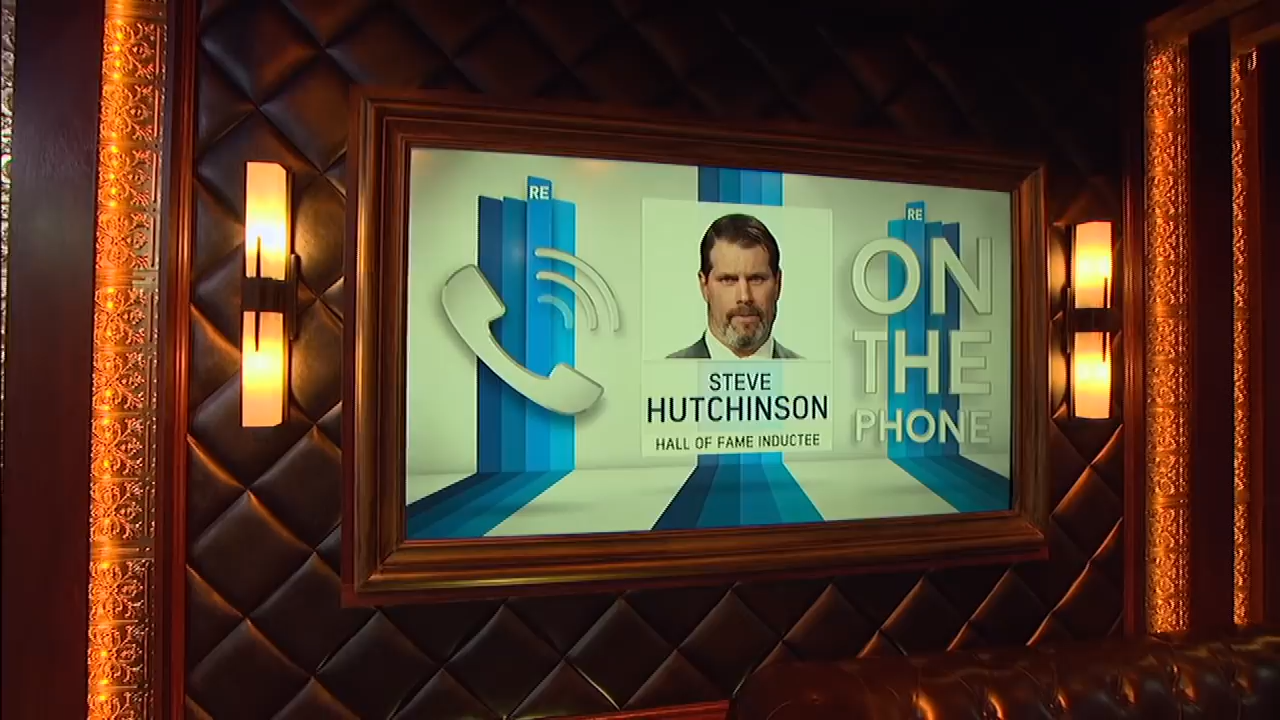 RE
STEVE
HUTCHINSON
HALL OF FAME INDUCTEE
RE
ON
THE
PHONE